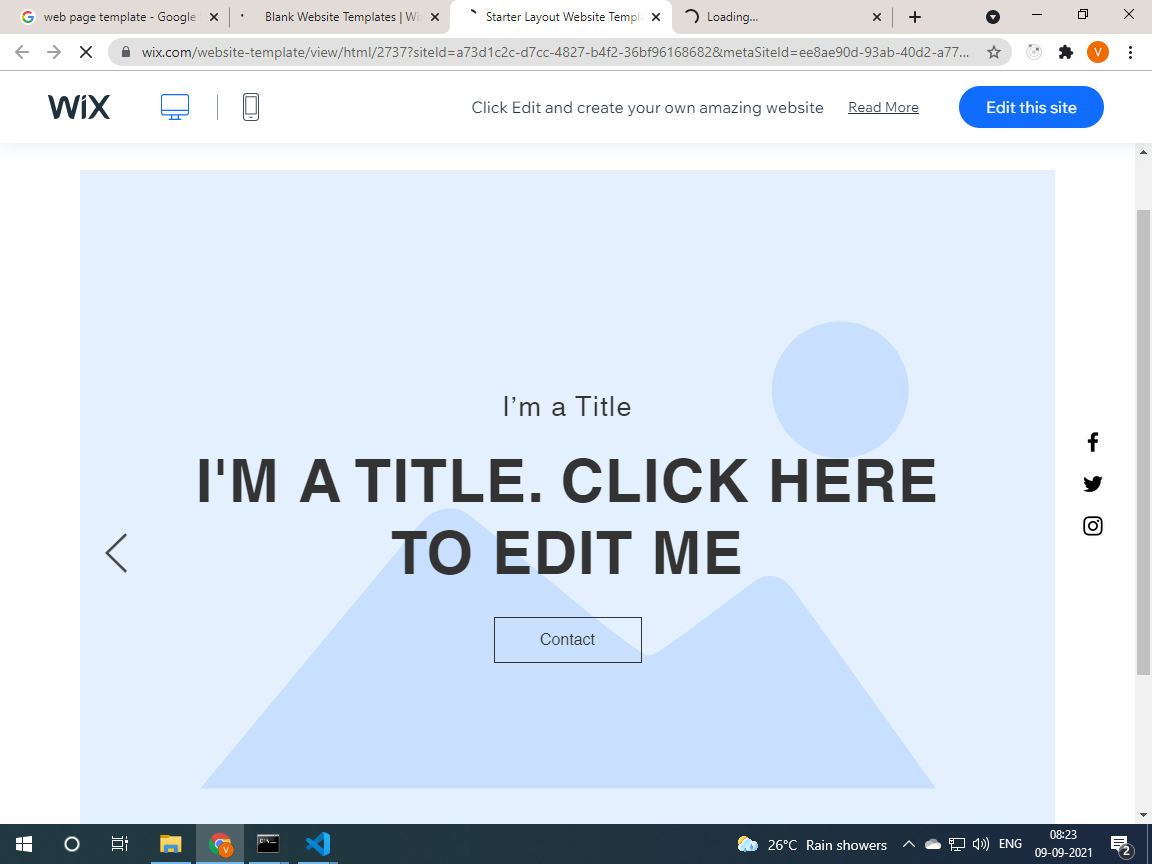 web page template - Google
Blank Website Templates | Wi
Starter Layout Website Templ
Loading...
V
wix.com/website-template/view/html/2737?siteId=a73d1c2c-d7cc-4827-b4f2-36bf96168682&metaSiteId=ee8ae90d-93ab-40d2-a77...
WiX
Click Edit and create your own amazing website
Read More
Edit this site
I'm a Title
I'M A TITLE. CLICK HERE
TO EDIT ME
Contact
26°C Rain showers
ENG
08:23
09-09-2021
2